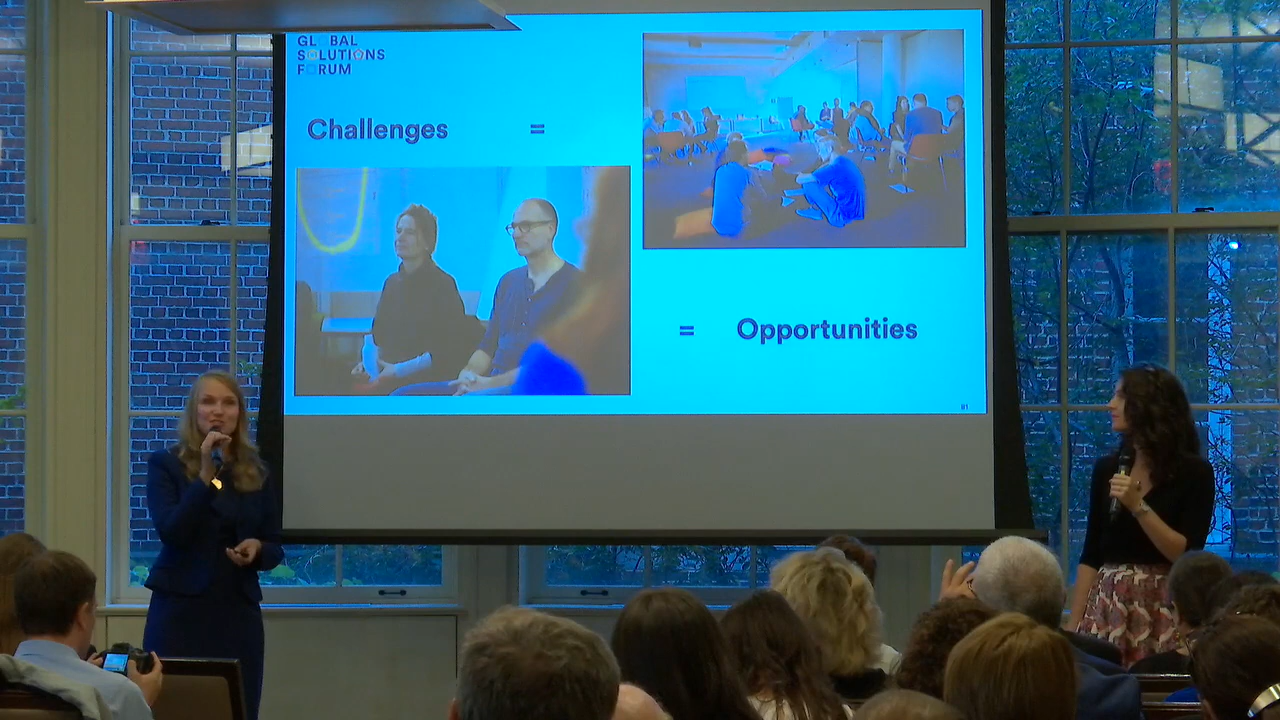 GLOBAL
SOLUTIONS
FORUM
Challenges =
= Opportunities